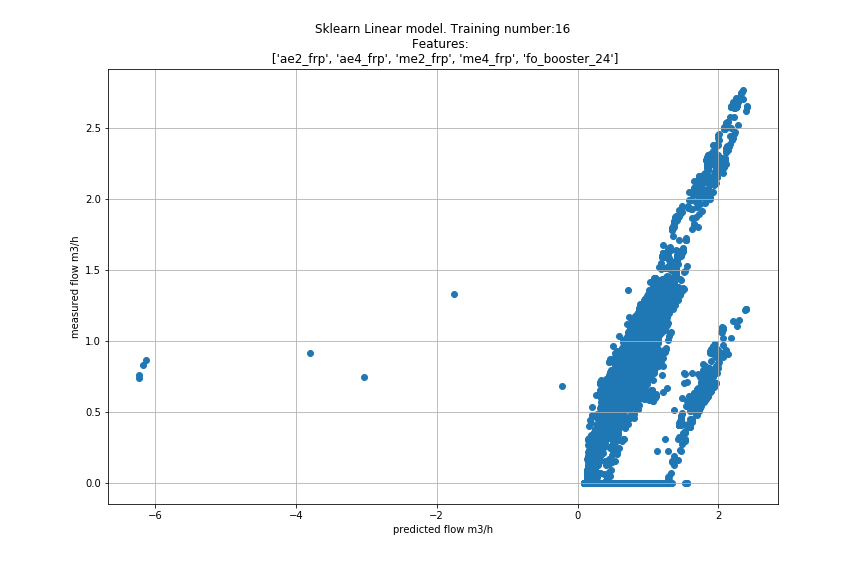 Sklearn Linear model. Training number:16
Features:
['ae2_frp', 'ae4_frp', 'me2_frp', 'me4_frp', 'fo_booster_24']
measured flow m3/h
2.5
2.0
1.5
1.0
0.5
0.0
−6
−4
−2
0
2
predicted flow m3/h